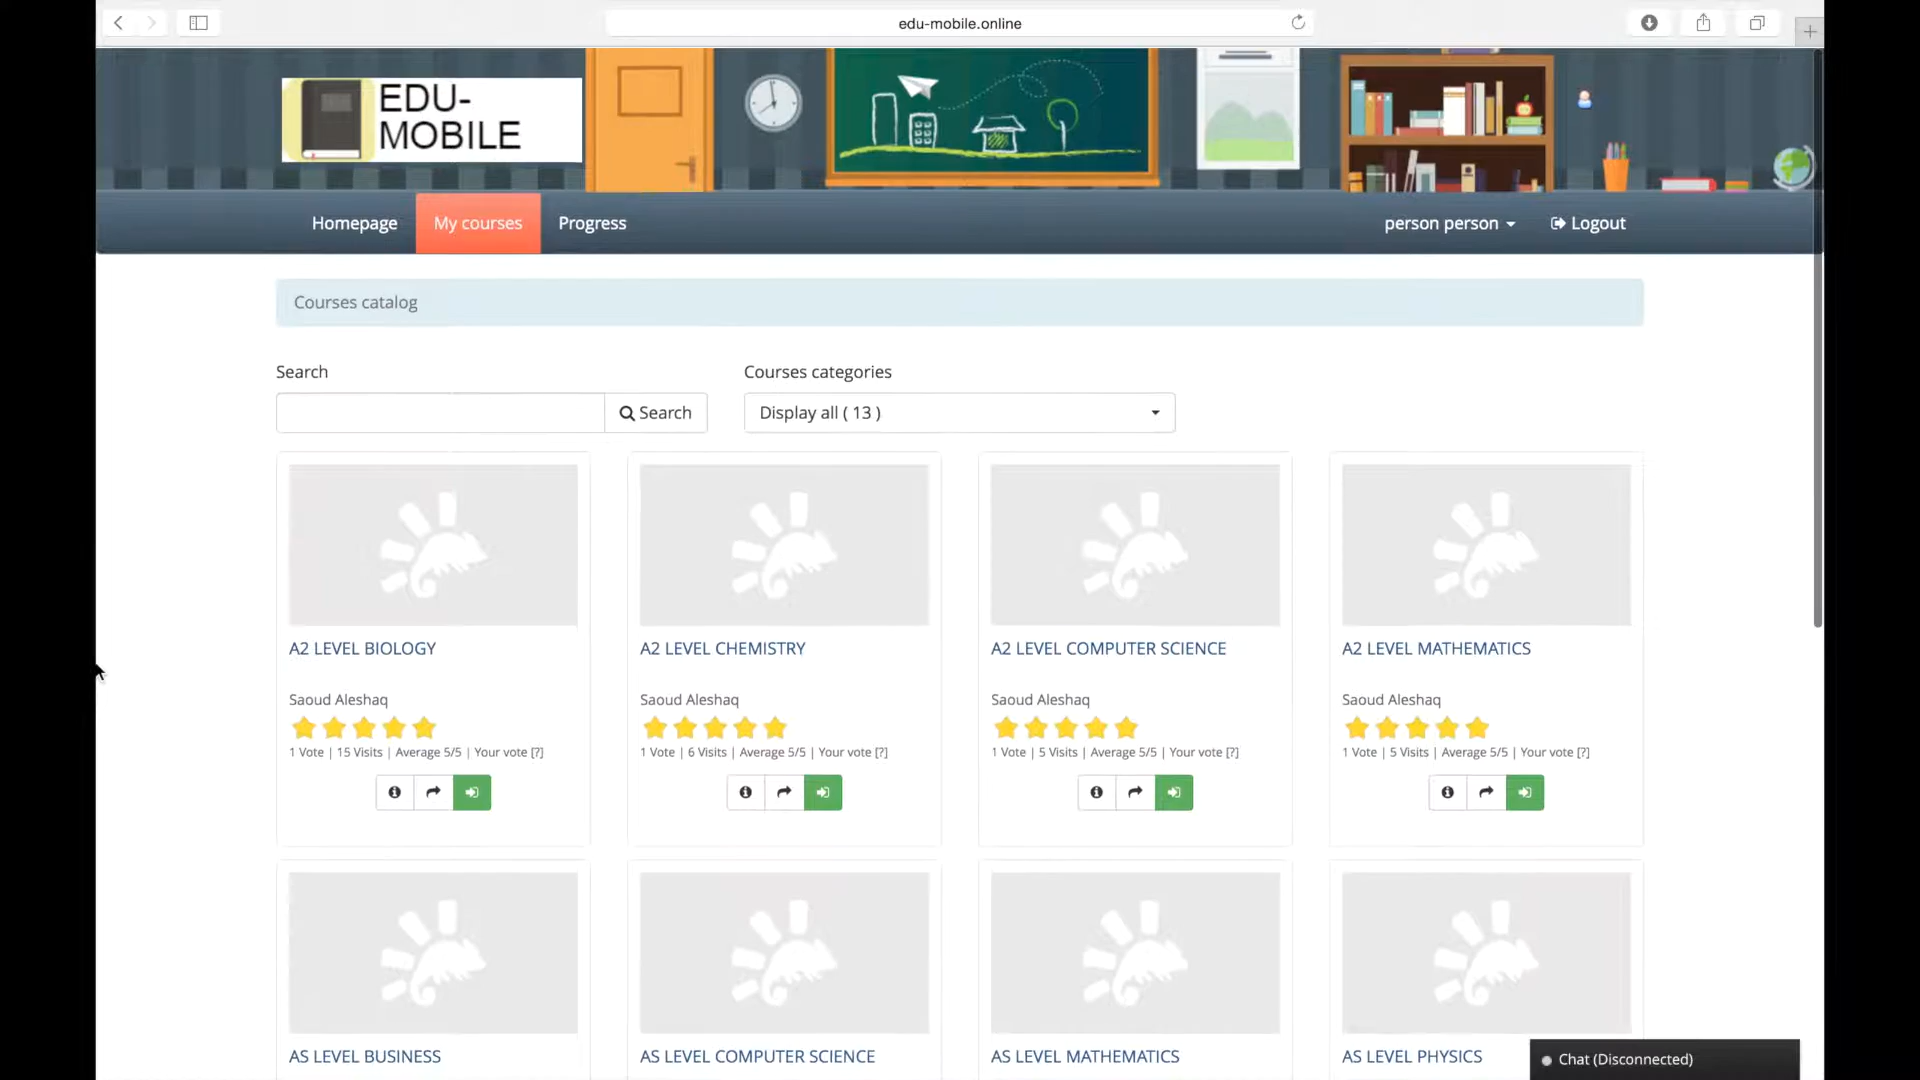 edu-mobile.online
EDU-
MOBILE
Homepage My courses Progress person person Logout
Courses catalog
Search Courses categories
Search Display all ( 13 )
A2 LEVEL BIOLOGY A2 LEVEL CHEMISTRY A2 LEVEL COMPUTER SCIENCE A2 LEVEL MATHEMATICS
Saoud Aleshaq Saoud Aleshaq Saoud Aleshaq Saoud Aleshaq
1 Vote | 15 Visits | Average 5/5 | Your vote [?] 1 Vote | 6 Visits | Average 5/5 | Your vote [?] 1 Vote | 5 Visits | Average 5/5 | Your vote [?] 1 Vote | 5 Visits | Average 5/5 | Your vote [?]
AS LEVEL BUSINESS AS LEVEL COMPUTER SCIENCE AS LEVEL MATHEMATICS AS LEVEL PHYSICS
Chat (Disconnected)